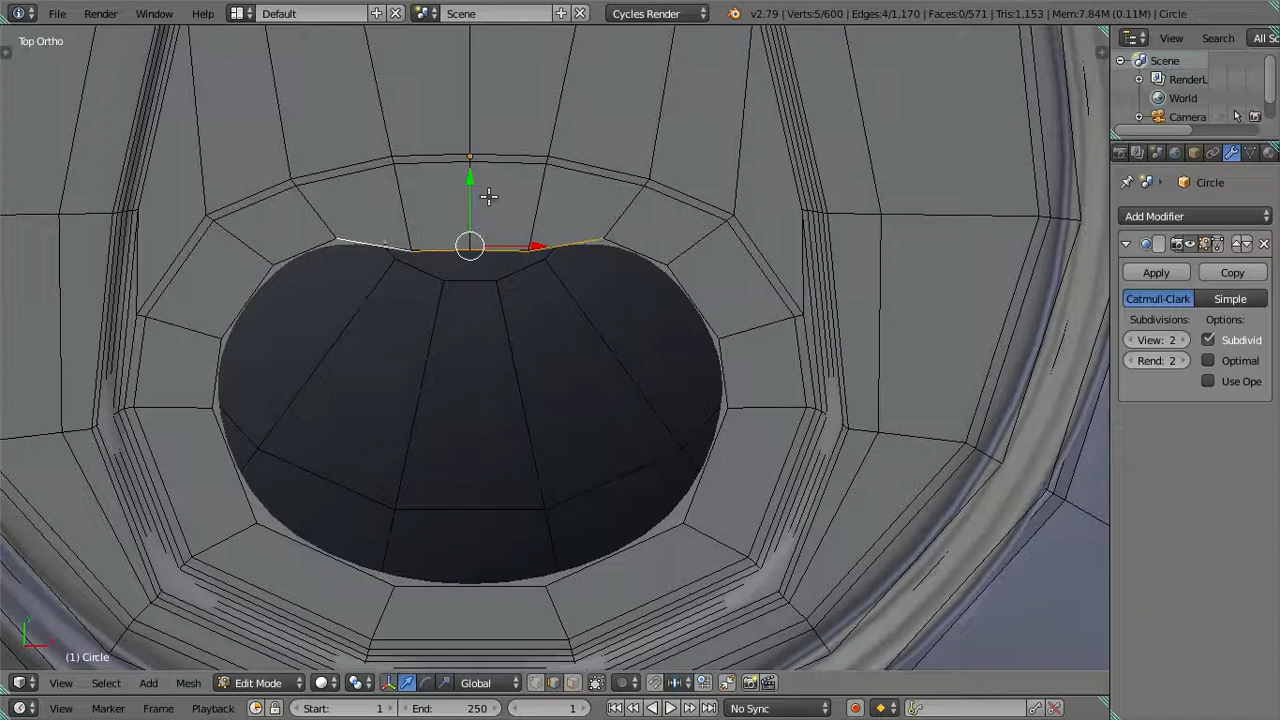 File Render Window Help Default Scene Cycles Render v2.79 | Verts:5/600 | Edges:4/1,170 | Faces:0/571 | Tris:1,153 | Mem:7.84M (0.11M) | Circle
View Search All Sc
Top Ortho
Scene
RenderL
World
Camera
Circle
Add Modifier
Apply Copy
Catmull-Clark Simple
Subdivisions: Options:
View: 2 Subdivid
Rend: 2 Optimal
Use Ope
(1) Circle
View Select Add Mesh Edit Mode Global
View Marker Frame Playback Start: 1 End: 250 1 No Sync